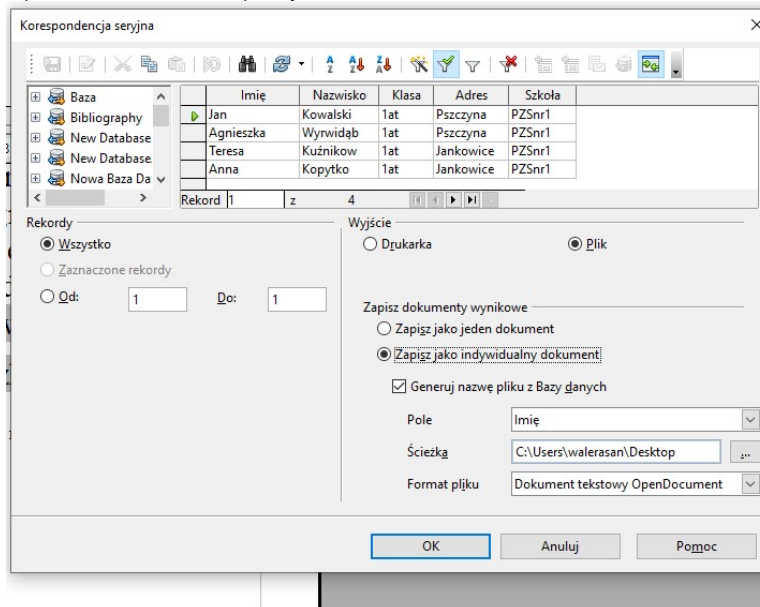 Korespondencja seryjna
Imię Nazwisko Klasa Adres Szkoła
Baza
Bibliography
New Database
New Database
Nowa Baza Da
Jan Kowalski 1at Pszczyna PZSnr1
Agnieszka Wyrwidąb 1at Pszczyna PZSnr1
Teresa Kuźnikow 1at Jankowice PZSnr1
Anna Kopytko 1at Jankowice PZSnr1
Rekord 1 z 4
Rekordy
Wszystko
Zaznaczone rekordy
Od: 1 Do: 1
Wyjście
Drukarka Plik
Zapisz dokumenty wynikowe
Zapisz jako jeden dokument
Zapisz jako indywidualny dokument
Generuj nazwę pliku z Bazy danych
Pole Imię
Ścieżka C:\Users\walerasan\Desktop ...
Format pliku Dokument tekstowy OpenDocument
OK Anuluj Pomoc